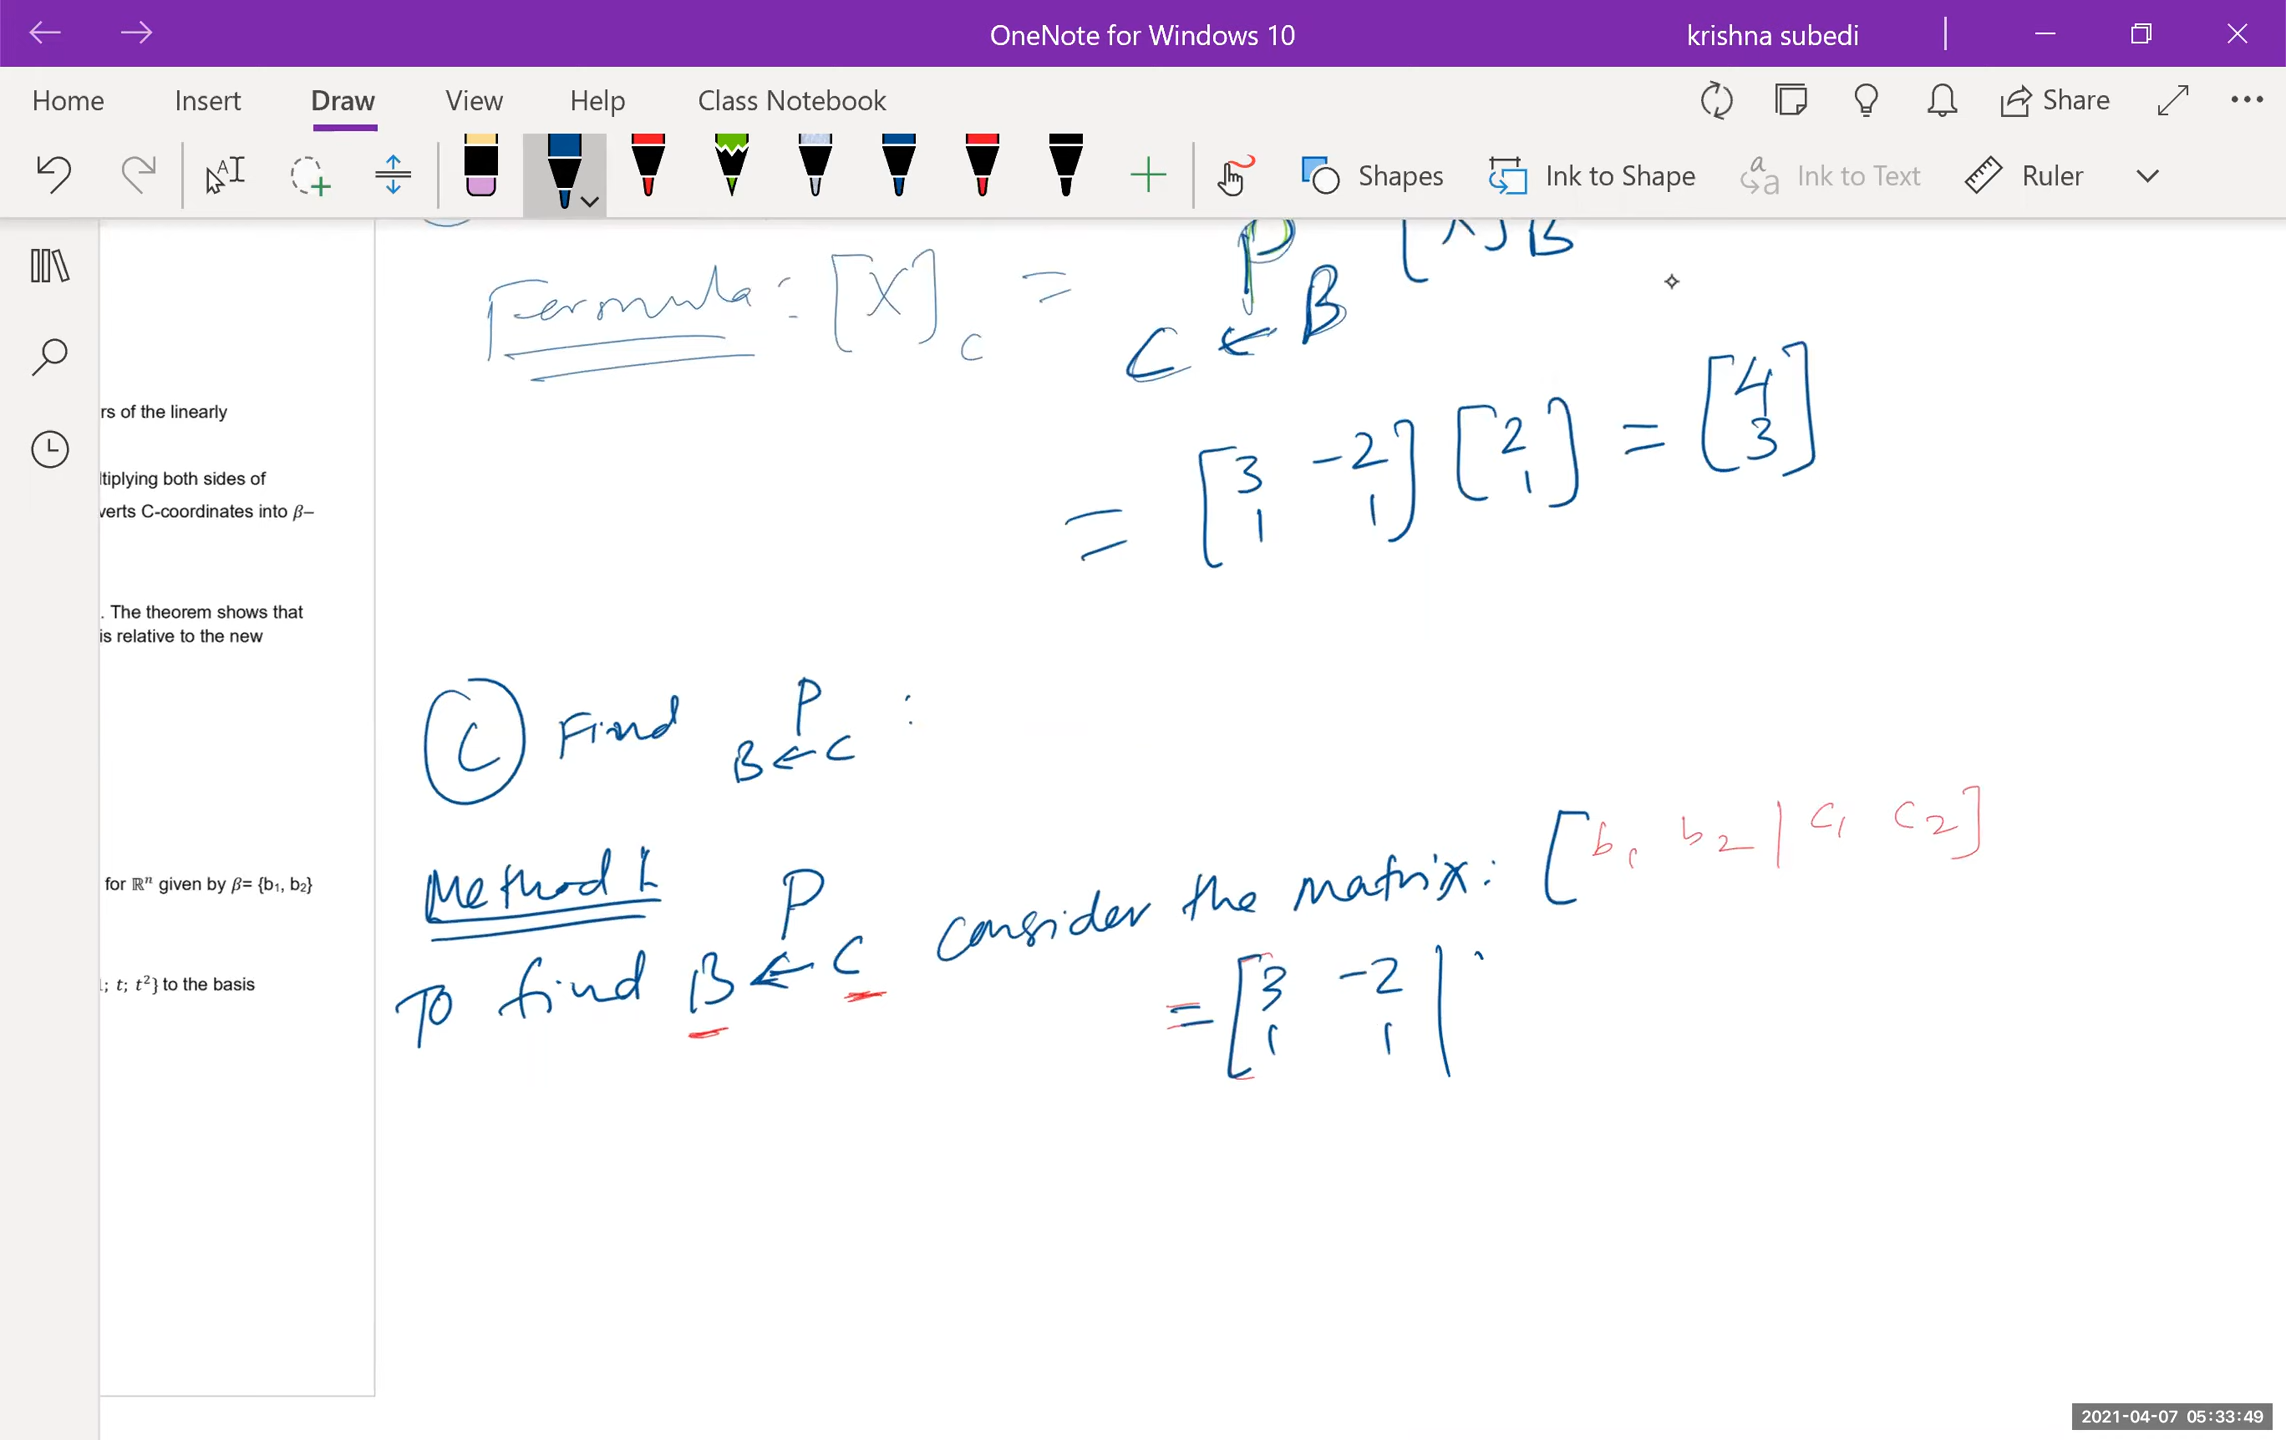 OneNote for Windows 10
krishna subedi
Home Insert Draw View Help Class Notebook Share
Shapes Ink to Shape Ink to Text Ruler
P [X]B
Formula: [X]C = C ← B
= [3 -2] [2] = [4]
[1 1] [1] [3]
rs of the linearly
ltiplying both sides of
verts C-coordinates into β–
. The theorem shows that
is relative to the new
for ℝⁿ given by β= {b₁, b₂}
; t; t²} to the basis
C Find P :
B ← C
Method 1
To find P consider the matrix: [b₁ b₂ | c₁ c₂]
B ← C
= [3 -2 |
1 1 |
2021-04-07 05:33:49